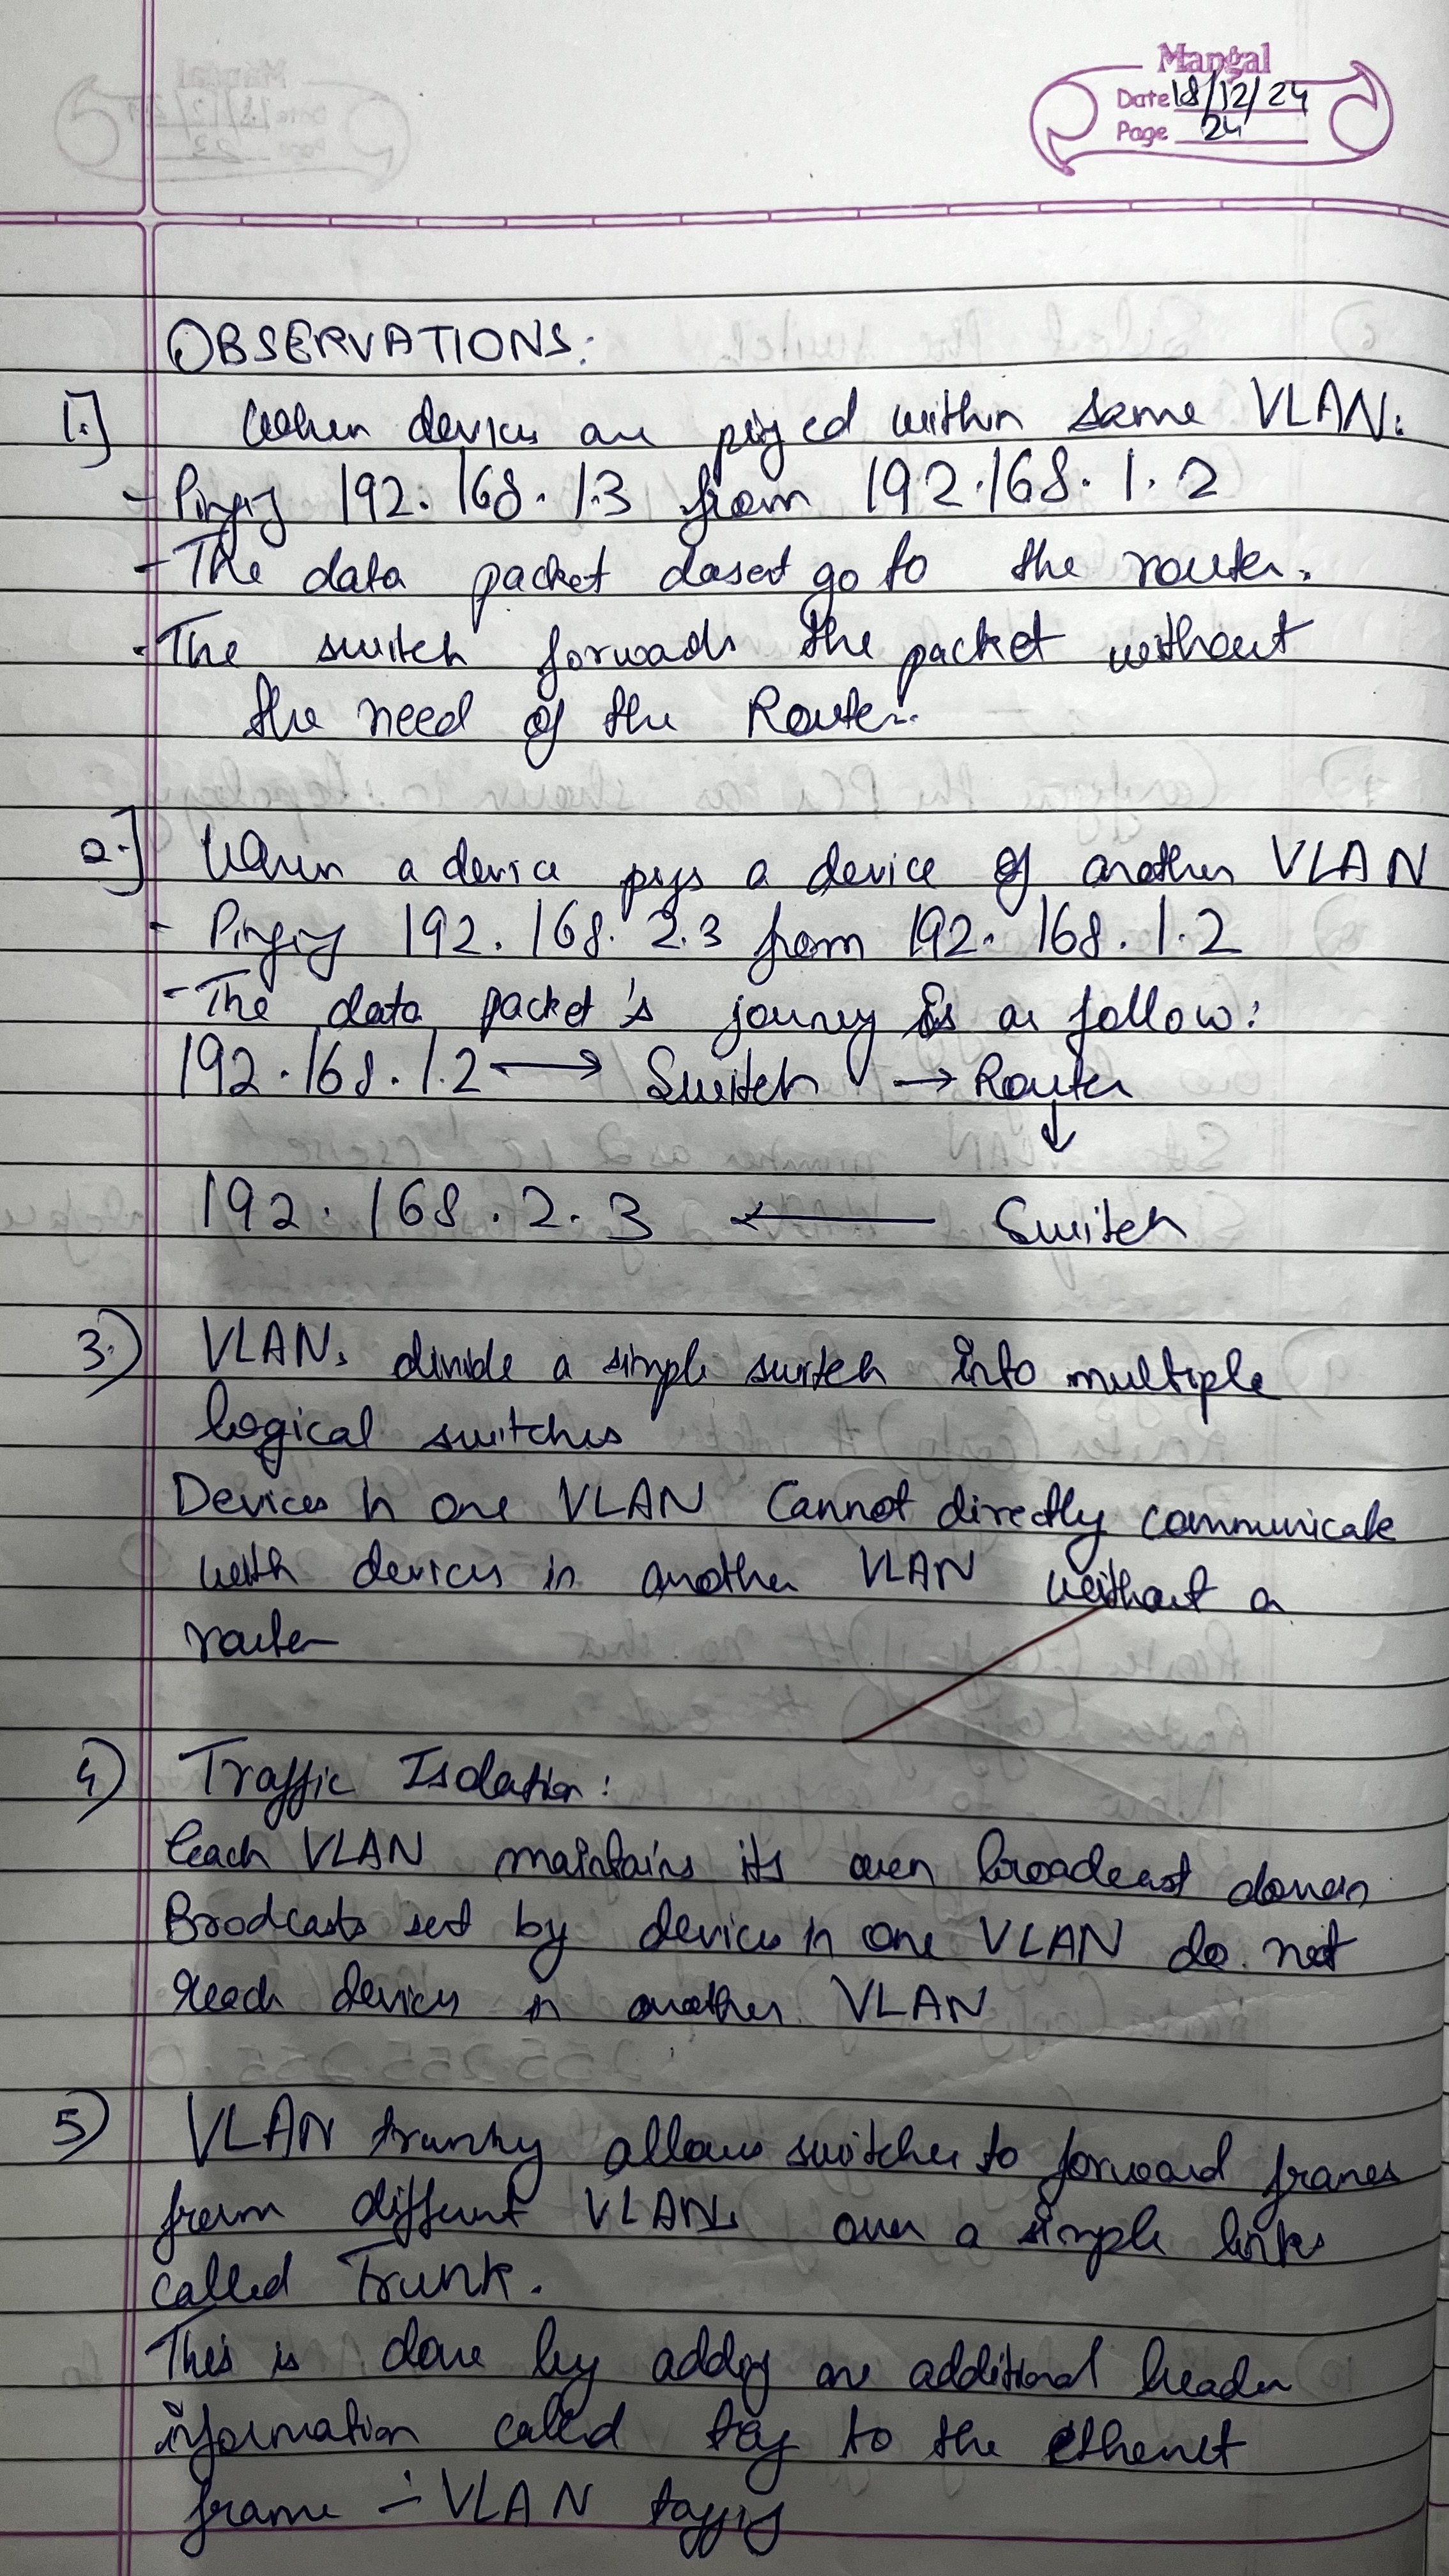 Mangal
Date 18/12/24
Page 24
OBSERVATIONS:
1.] When devices are pinged within same VLAN:
- Pinging 192.168.1.3 from 192.168.1.2
- The data packet dosent go to the router.
- The switch forwards the packet without
the need of the Router.
2.] When a device pings a device of another VLAN
- Pinging 192.168.2.3 from 192.168.1.2
- The data packet's journey is as follow:
192.168.1.2 → Switch → Router
↓
192.168.2.3 ← Switch
3.) VLANs divide a simple switch into multiple
logical switches
Devices in one VLAN Cannot directly communicate
with devices in another VLAN without a
router
4) Traffic Isolation:
Each VLAN maintains its own broadcast domain
Brodcasts sent by devices in one VLAN do not
reach devices in another VLAN
5) VLAN trunking allows switches to forward frames
from different VLANs over a simple links
called Trunk.
This is done by adding an additional header
information called tag to the ethernet
frame - VLAN tagging